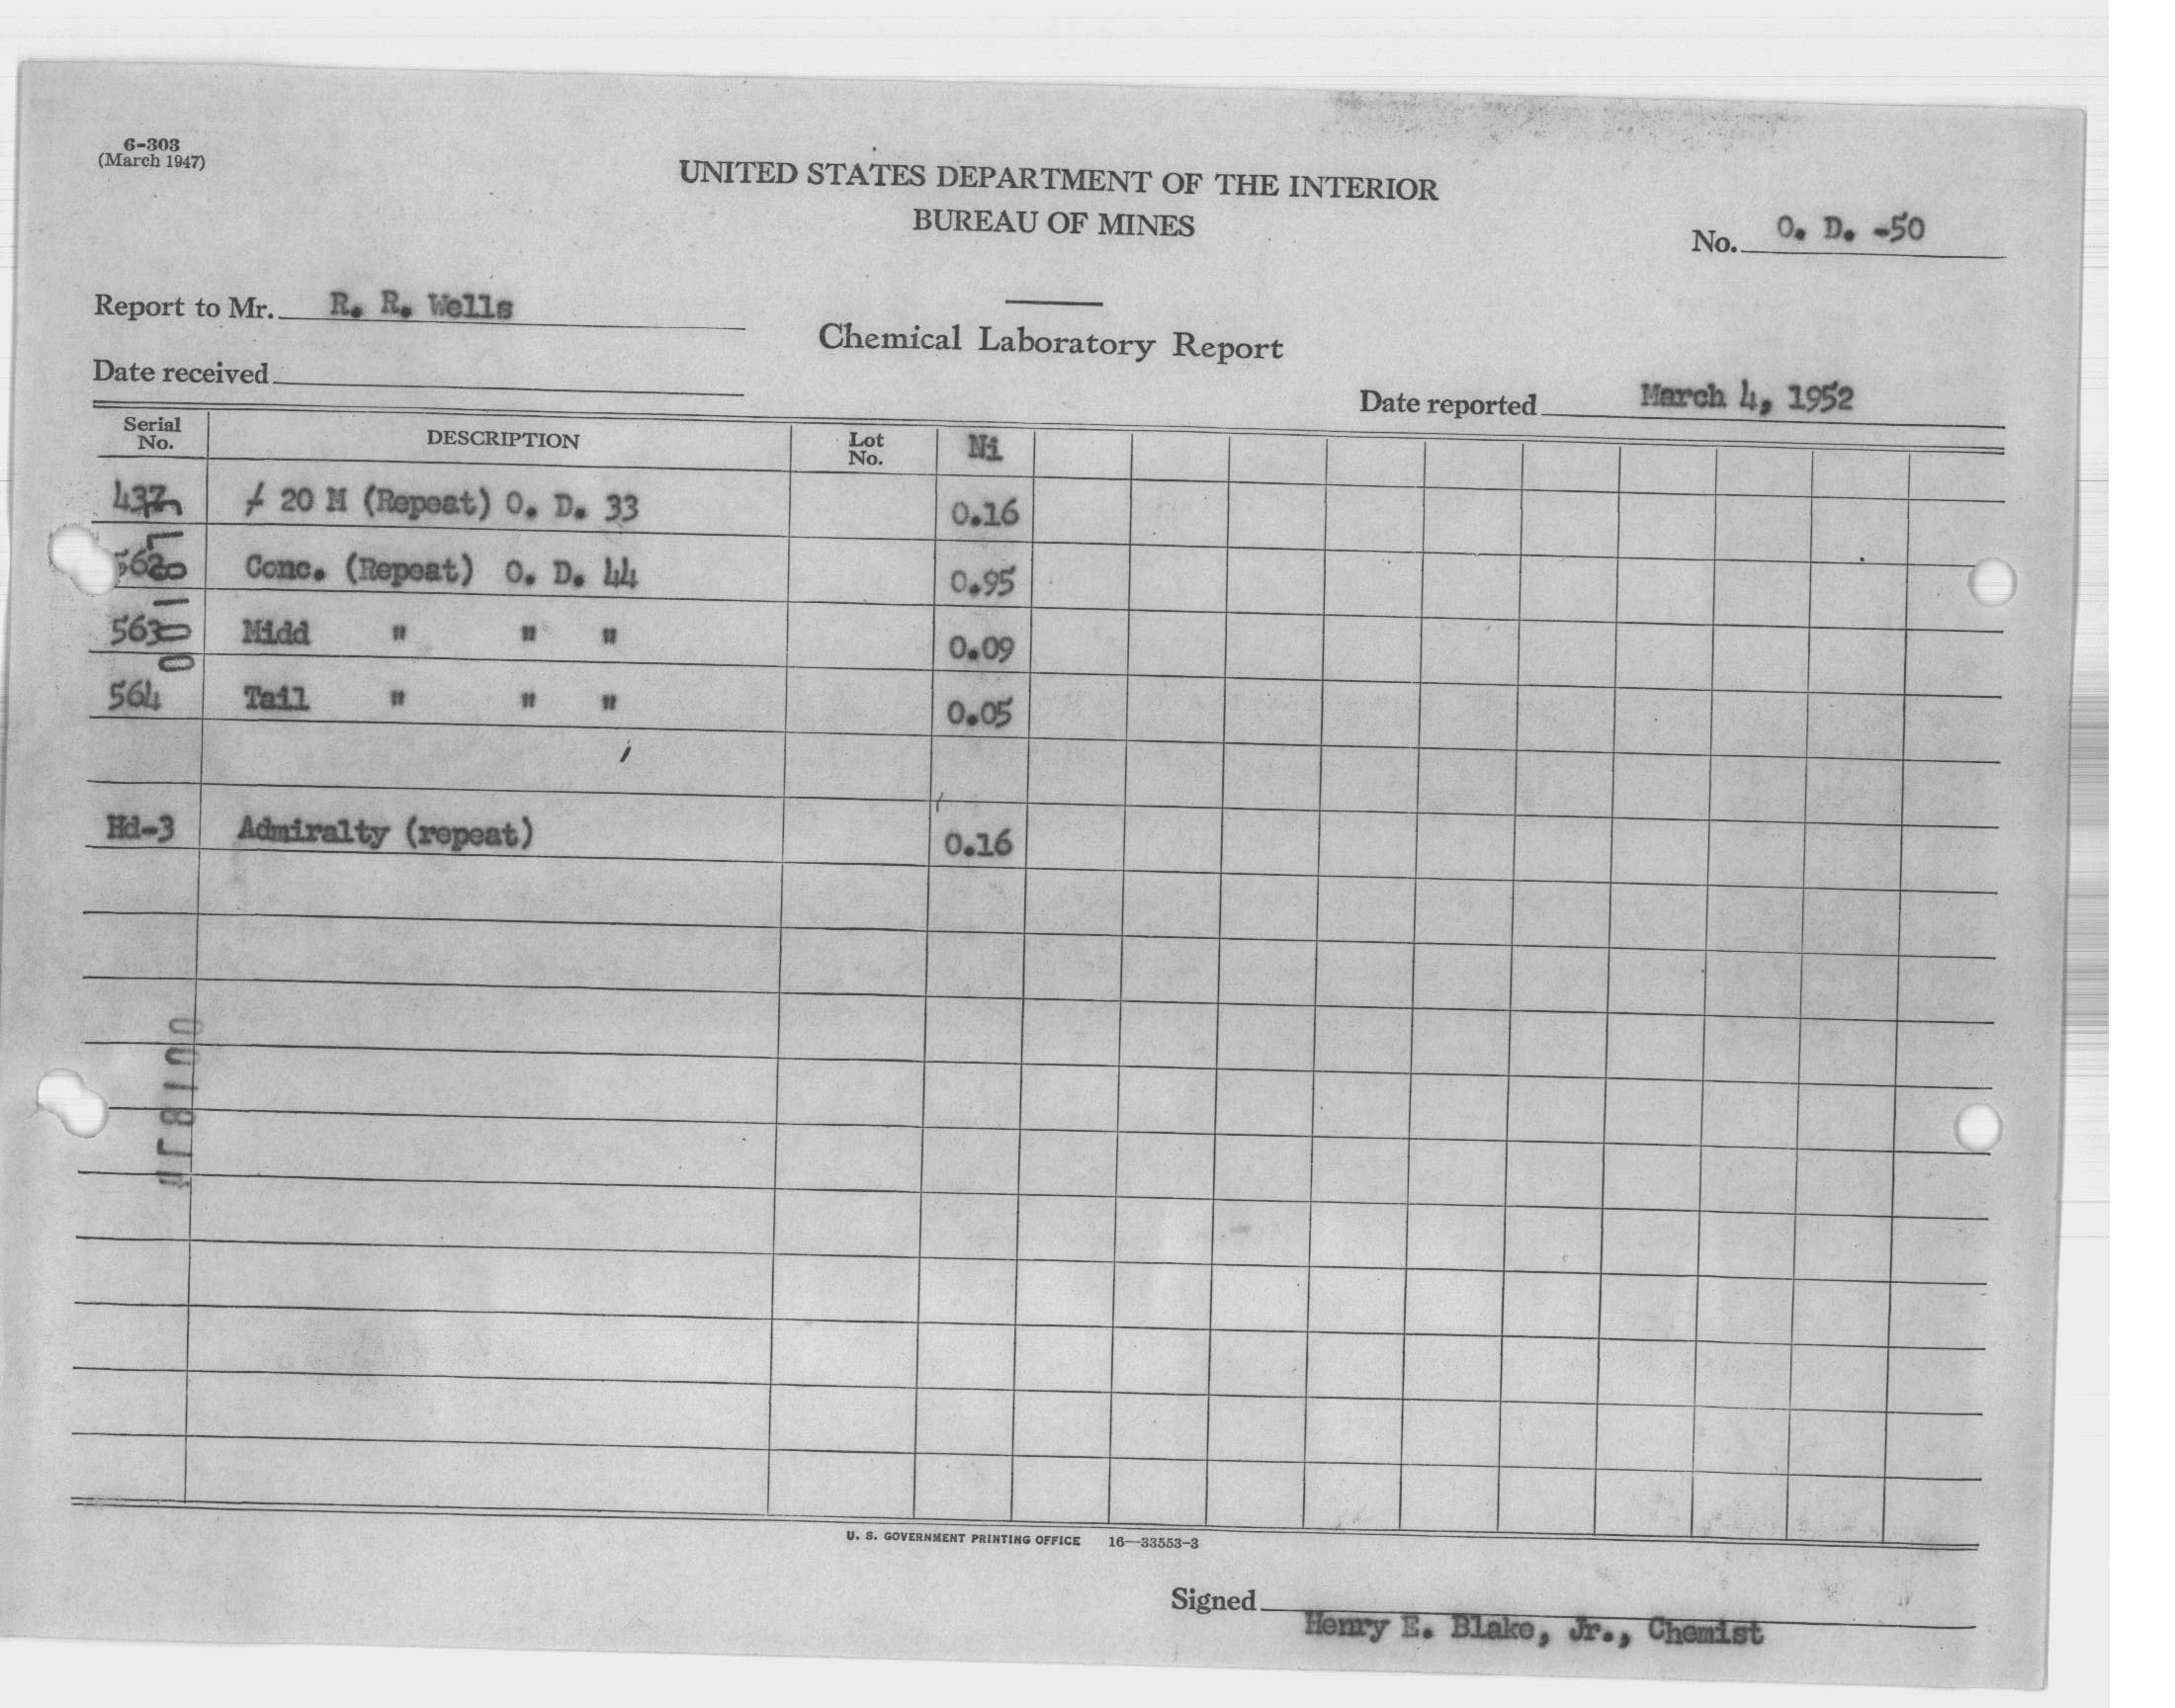 6-303
(March 1947)
UNITED STATES DEPARTMENT OF THE INTERIOR
BUREAU OF MINES
No. O. D. -50
Report to Mr. R. R. Wells
Chemical Laboratory Report
Date received
Date reported March 4, 1952
Serial No. DESCRIPTION Lot No. Ni
437 ⌿ 20 M (Repeat) O. D. 33 0.16
562 Conc. (Repeat) O. D. 44 0.95
563 Midd " " " 0.09
564 Tail " " " 0.05
Hd-3 Admiralty (repeat) 0.16
U. S. GOVERNMENT PRINTING OFFICE 16—33553-3
Signed
Henry E. Blake, Jr., Chemist